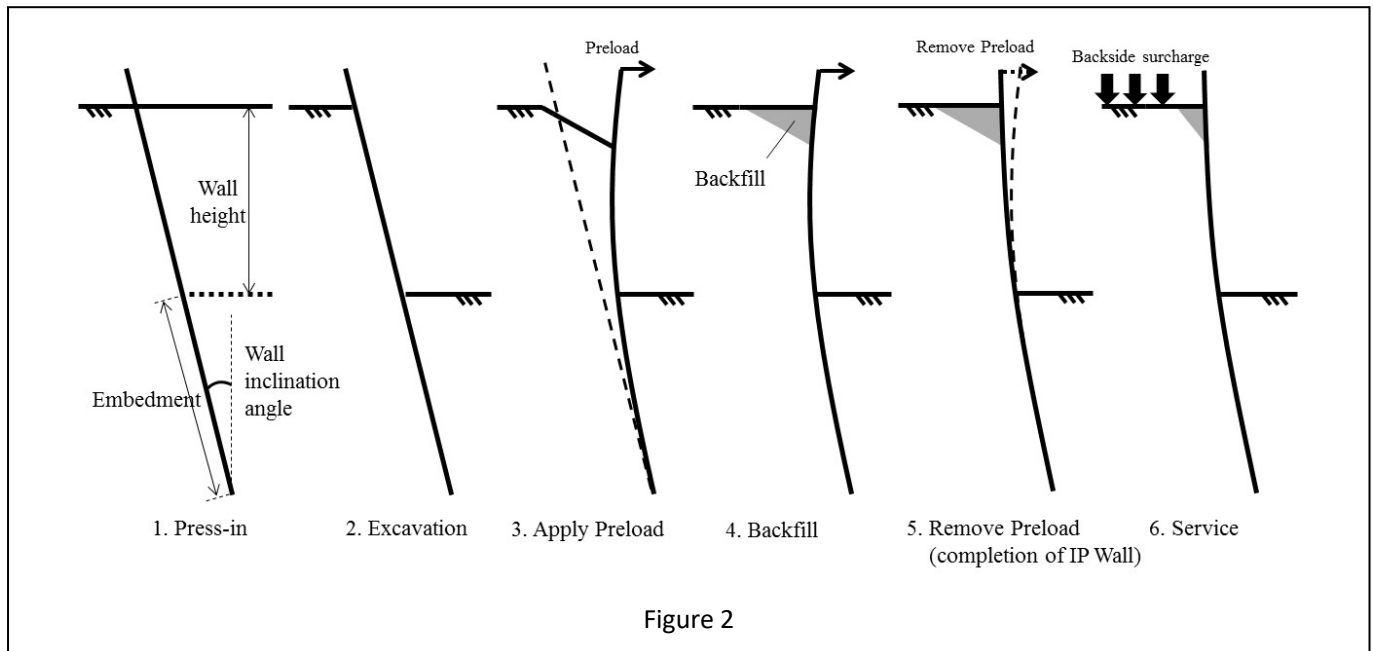 Preload
Remove Preload
Backside surcharge
Wall
height
Backfill
Embedment
Wall
inclination
angle
1. Press-in
2. Excavation
3. Apply Preload
4. Backfill
5. Remove Preload
(completion of IP Wall)
6. Service
Figure 2